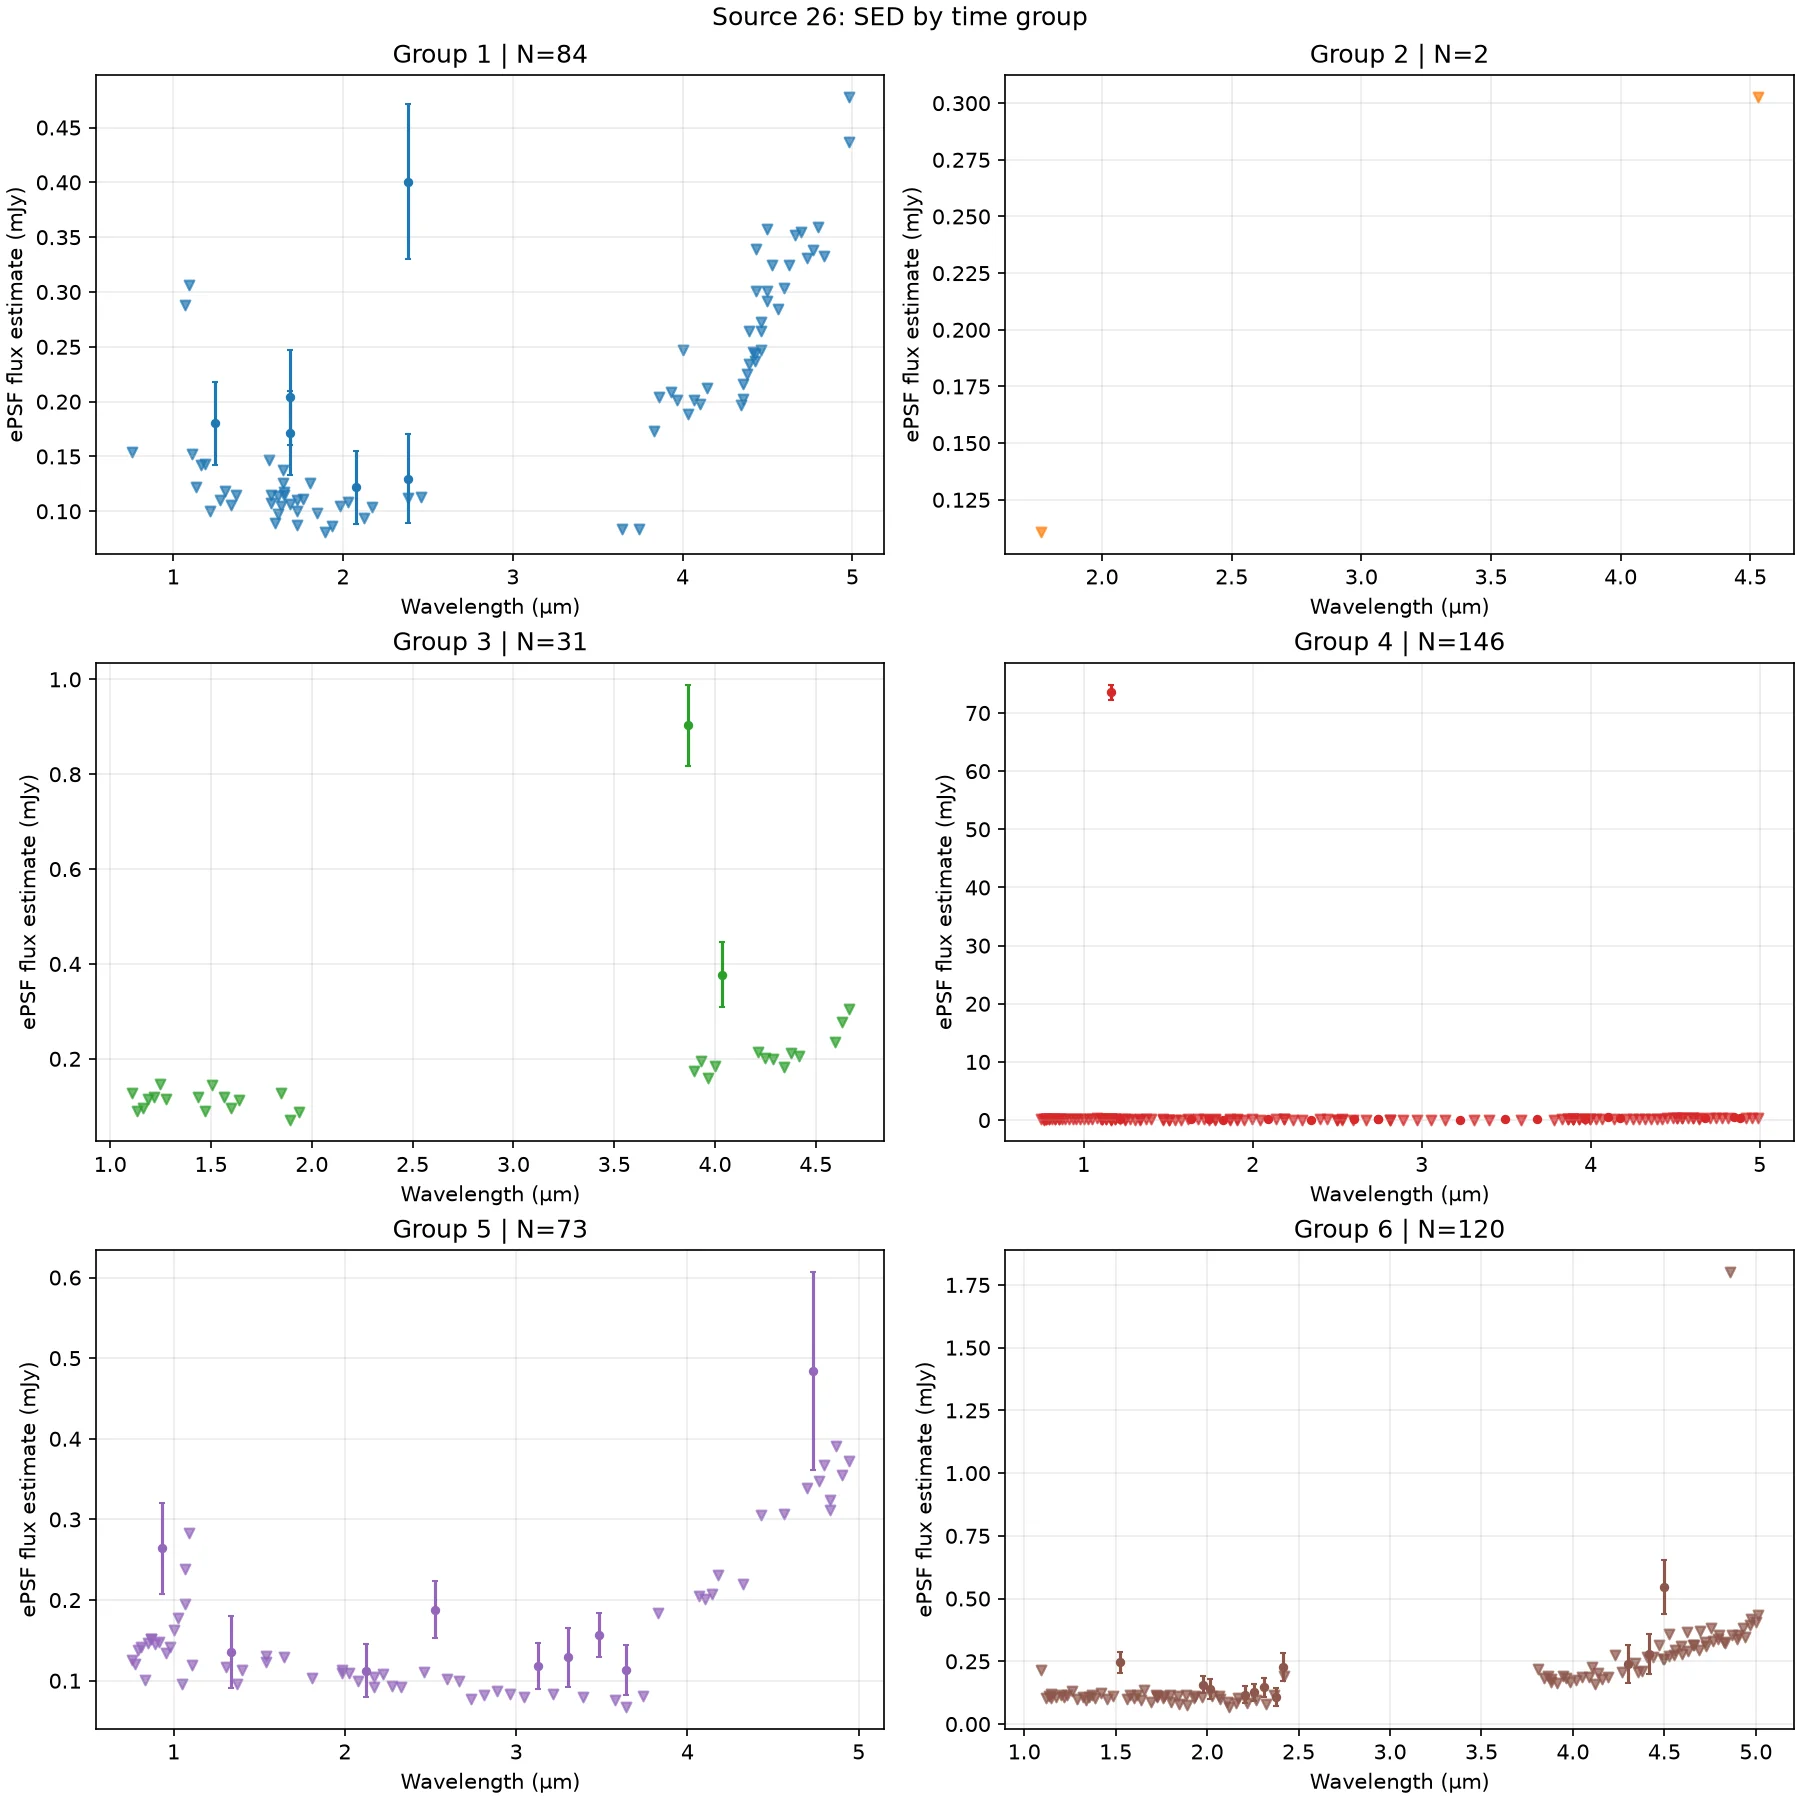 Source 26: SED by time group
Group 1 | N=84
ePSF flux estimate (mJy)
0.45
0.40
0.35
0.30
0.25
0.20
0.15
0.10
1 2 3 4 5
Wavelength (μm)
Group 2 | N=2
ePSF flux estimate (mJy)
0.300
0.275
0.250
0.225
0.200
0.175
0.150
0.125
2.0 2.5 3.0 3.5 4.0 4.5
Wavelength (μm)
Group 3 | N=31
ePSF flux estimate (mJy)
1.0
0.8
0.6
0.4
0.2
1.0 1.5 2.0 2.5 3.0 3.5 4.0 4.5
Wavelength (μm)
Group 4 | N=146
ePSF flux estimate (mJy)
70
60
50
40
30
20
10
0
1 2 3 4 5
Wavelength (μm)
Group 5 | N=73
ePSF flux estimate (mJy)
0.6
0.5
0.4
0.3
0.2
0.1
1 2 3 4 5
Wavelength (μm)
Group 6 | N=120
ePSF flux estimate (mJy)
1.75
1.50
1.25
1.00
0.75
0.50
0.25
0.00
1.0 1.5 2.0 2.5 3.0 3.5 4.0 4.5 5.0
Wavelength (μm)